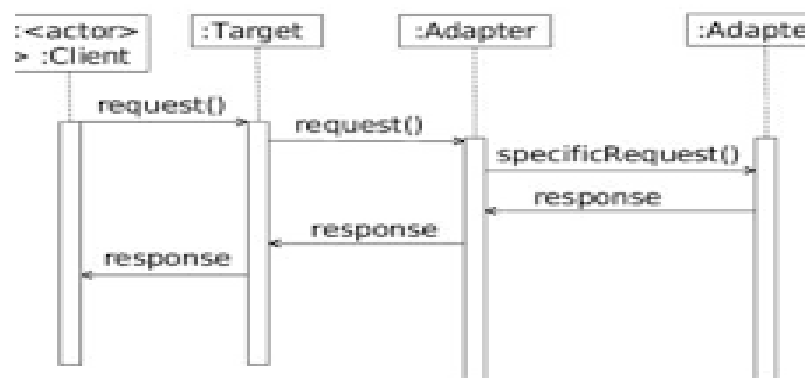 :<actor>
> :Client
:Target
:Adapter
:Adapte
request()
request()
specificRequest()
response
response
response